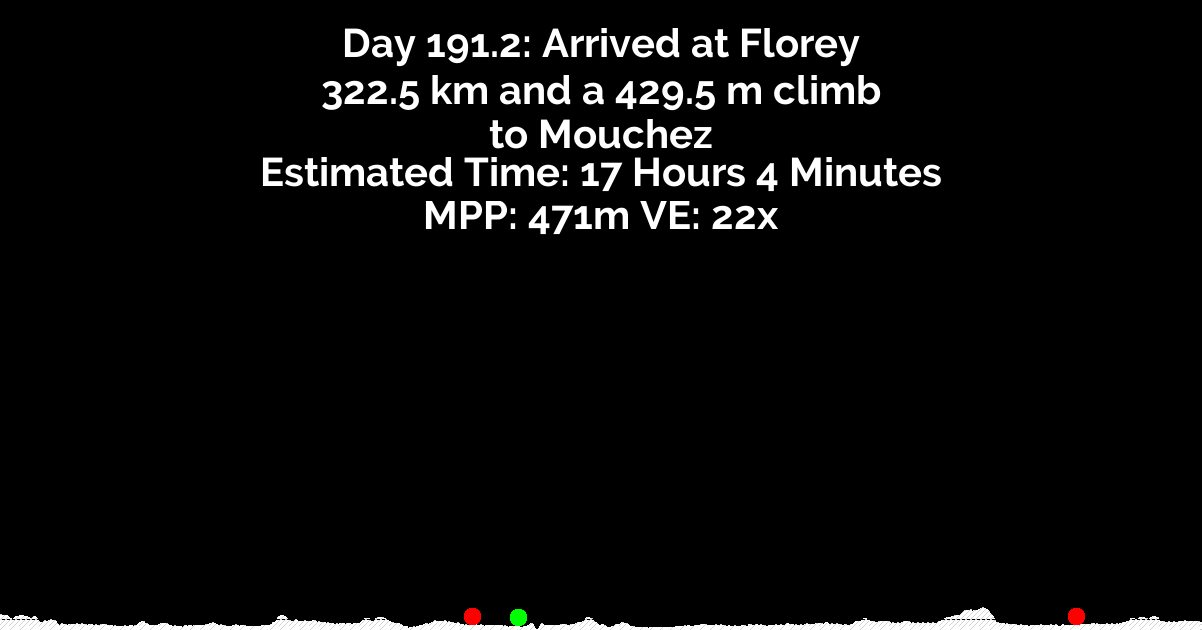 Day 191.2: Arrived at Florey
322.5 km and a 429.5 m climb
to Mouchez
Estimated Time: 17 Hours 4 Minutes
MPP: 471m VE: 22x